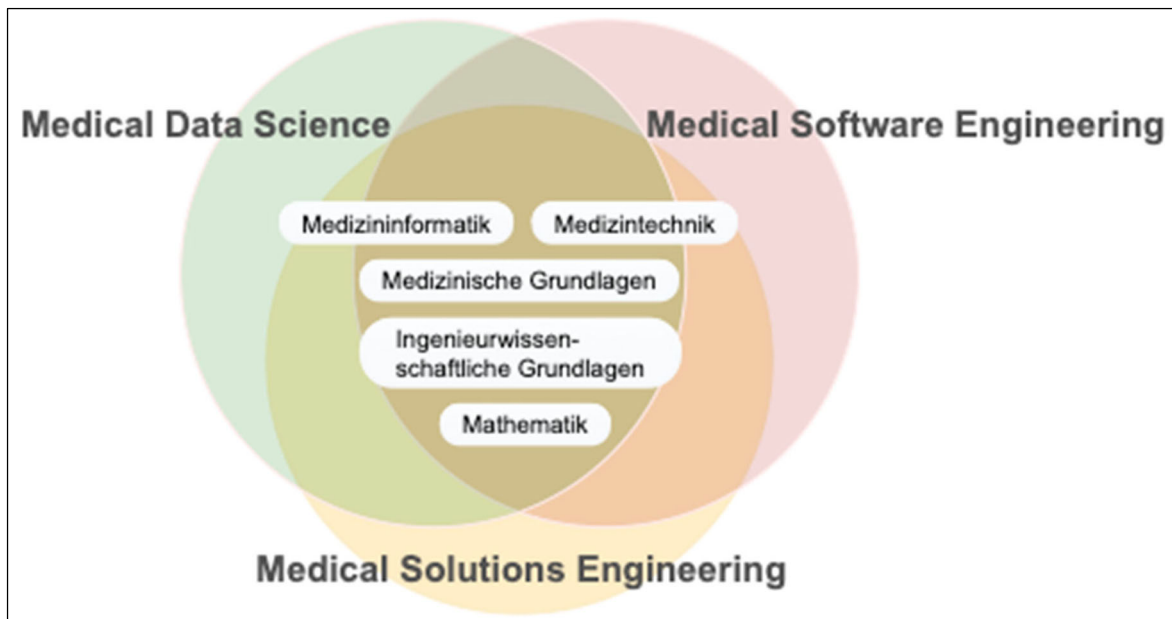 Medical Data Science
Medical Software Engineering
Medizininformatik
Medizintechnik
Medizinische Grundlagen
Ingenieurwissen-
schaftliche Grundlagen
Mathematik
Medical Solutions Engineering